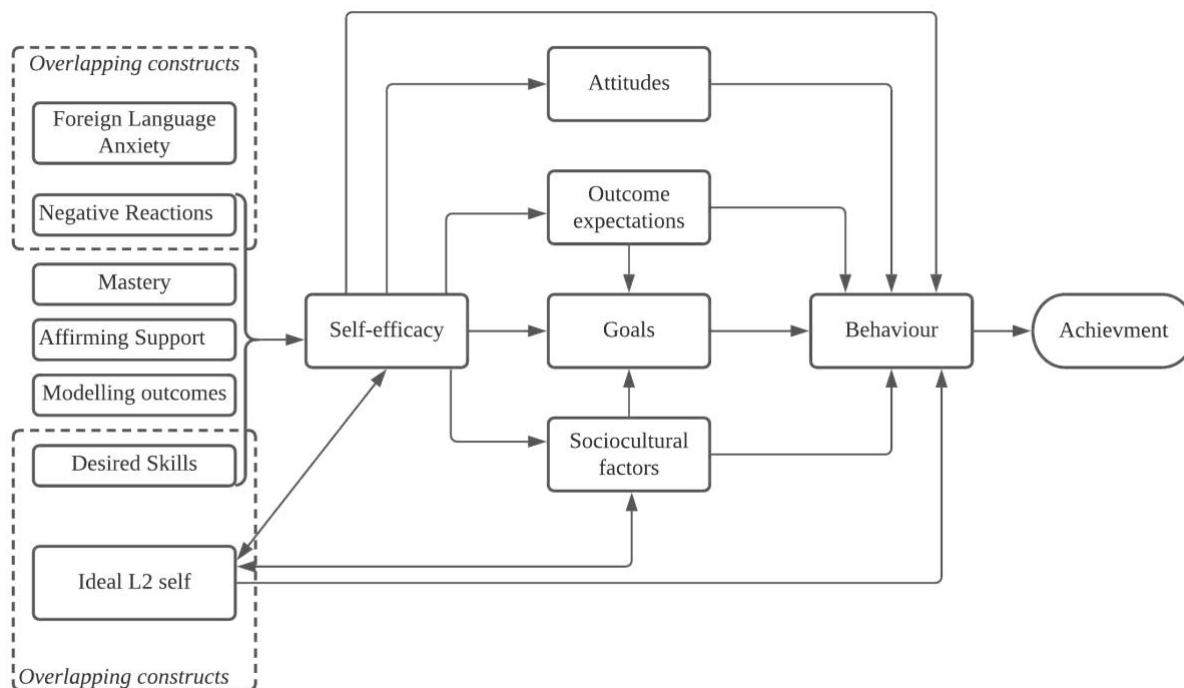 Overlapping constructs
Foreign Language
Anxiety
Negative Reactions
Mastery
Affirming Support
Modelling outcomes
Desired Skills
Ideal L2 self
Overlapping constructs
Self-efficacy
Attitudes
Outcome
expectations
Goals
Sociocultural
factors
Behaviour
Achievment